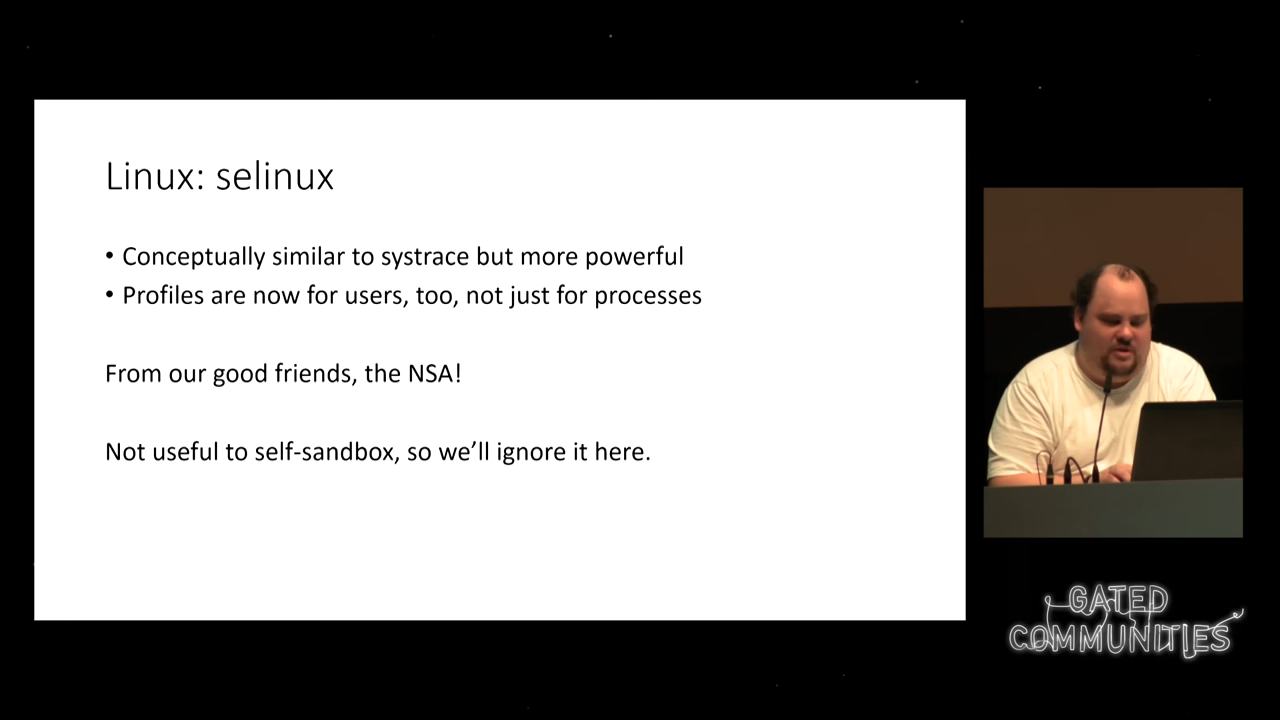 Linux: selinux
• Conceptually similar to systrace but more powerful
• Profiles are now for users, too, not just for processes
From our good friends, the NSA!
Not useful to self-sandbox, so we’ll ignore it here.
GATED
COMMUNITIES